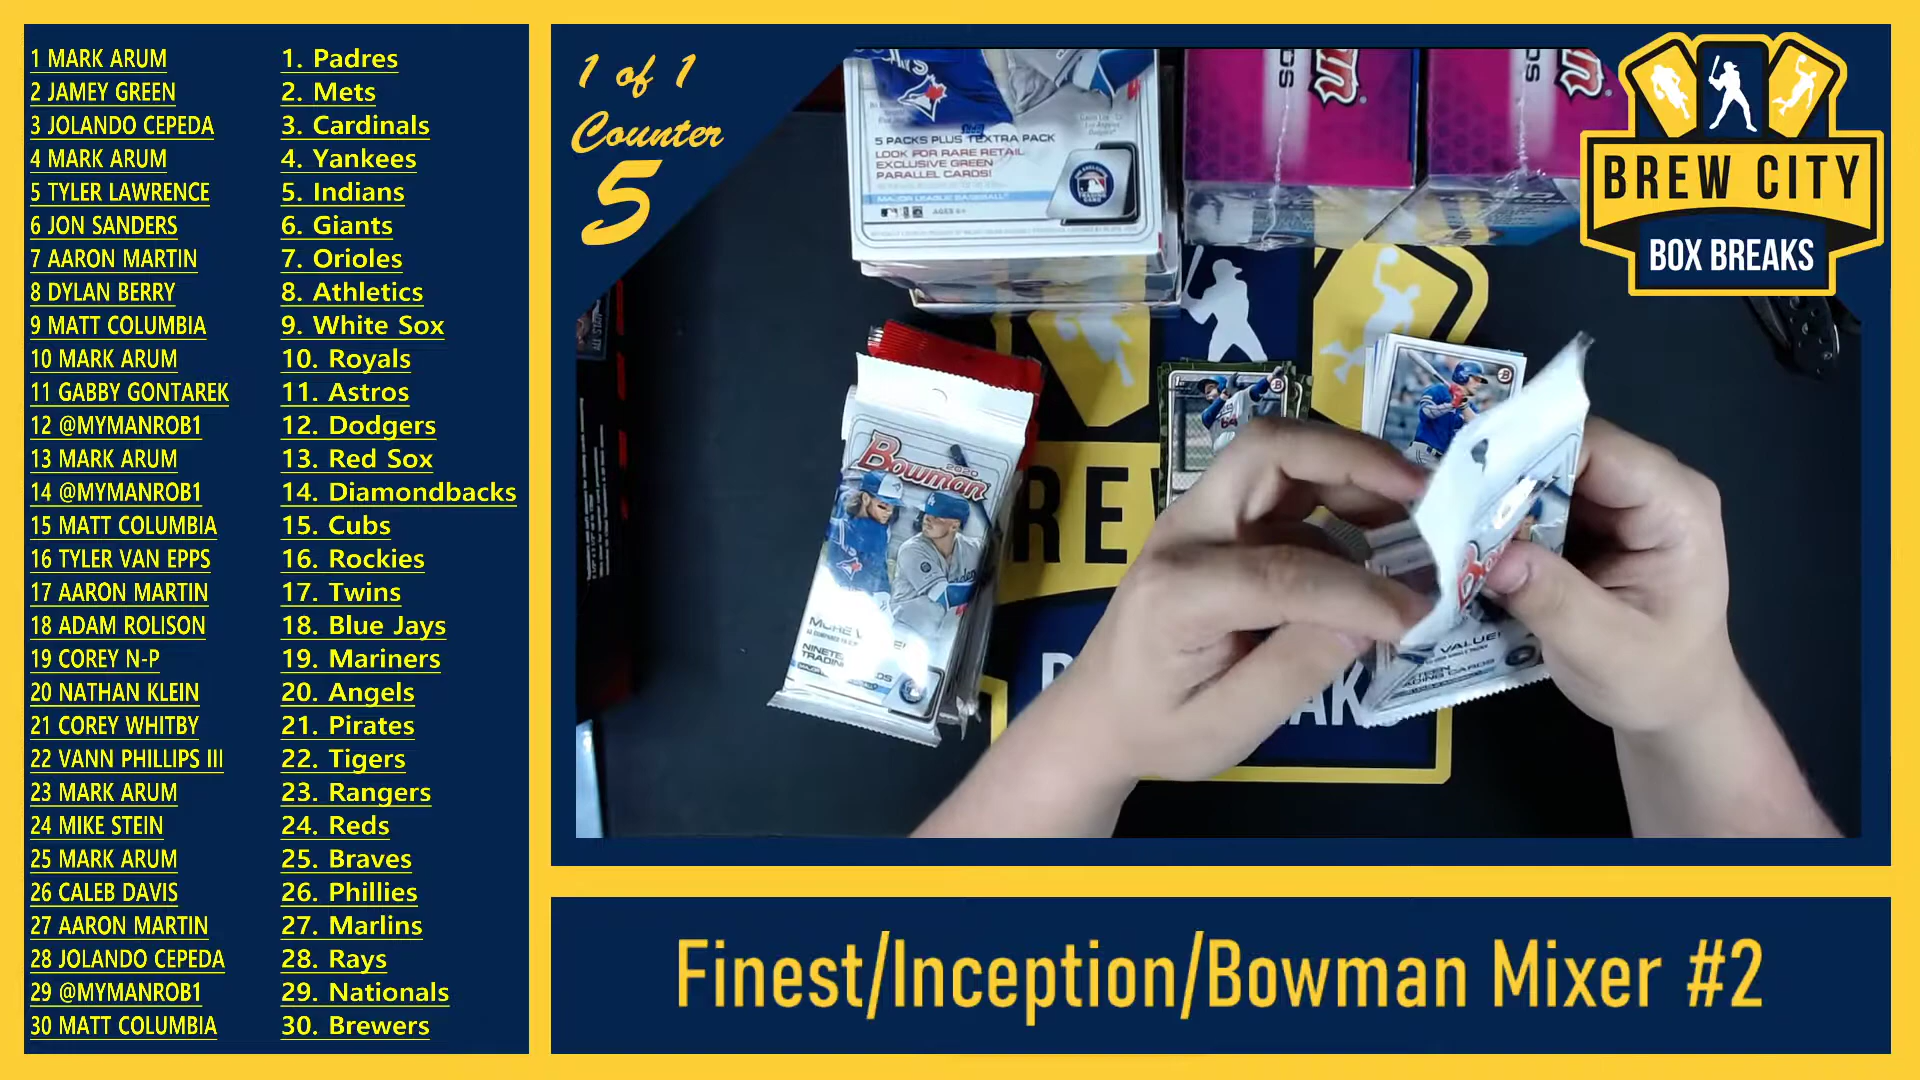 1 MARK ARUM
2 JAMEY GREEN
3 JOLANDO CEPEDA
4 MARK ARUM
5 TYLER LAWRENCE
6 JON SANDERS
7 AARON MARTIN
8 DYLAN BERRY
9 MATT COLUMBIA
10 MARK ARUM
11 GABBY GONTAREK
12 @MYMANROB1
13 MARK ARUM
14 @MYMANROB1
15 MATT COLUMBIA
16 TYLER VAN EPPS
17 AARON MARTIN
18 ADAM ROLISON
19 COREY N-P
20 NATHAN KLEIN
21 COREY WHITBY
22 VANN PHILLIPS III
23 MARK ARUM
24 MIKE STEIN
25 MARK ARUM
26 CALEB DAVIS
27 AARON MARTIN
28 JOLANDO CEPEDA
29 @MYMANROB1
30 MATT COLUMBIA
1. Padres
2. Mets
3. Cardinals
4. Yankees
5. Indians
6. Giants
7. Orioles
8. Athletics
9. White Sox
10. Royals
11. Astros
12. Dodgers
13. Red Sox
14. Diamondbacks
15. Cubs
16. Rockies
17. Twins
18. Blue Jays
19. Mariners
20. Angels
21. Pirates
22. Tigers
23. Rangers
24. Reds
25. Braves
26. Phillies
27. Marlins
28. Rays
29. Nationals
30. Brewers
1 of 1
Counter
5
5 PACKS PLUS 1 EXTRA PACK
LOOK FOR RARE RETAIL
EXCLUSIVE GREEN
PARALLEL CARDS!
MAJOR LEAGUE BASEBALL
AGES 6+
BREW CITY
BOX BREAKS
2020
Bowman
VALUE!
Finest/Inception/Bowman Mixer #2